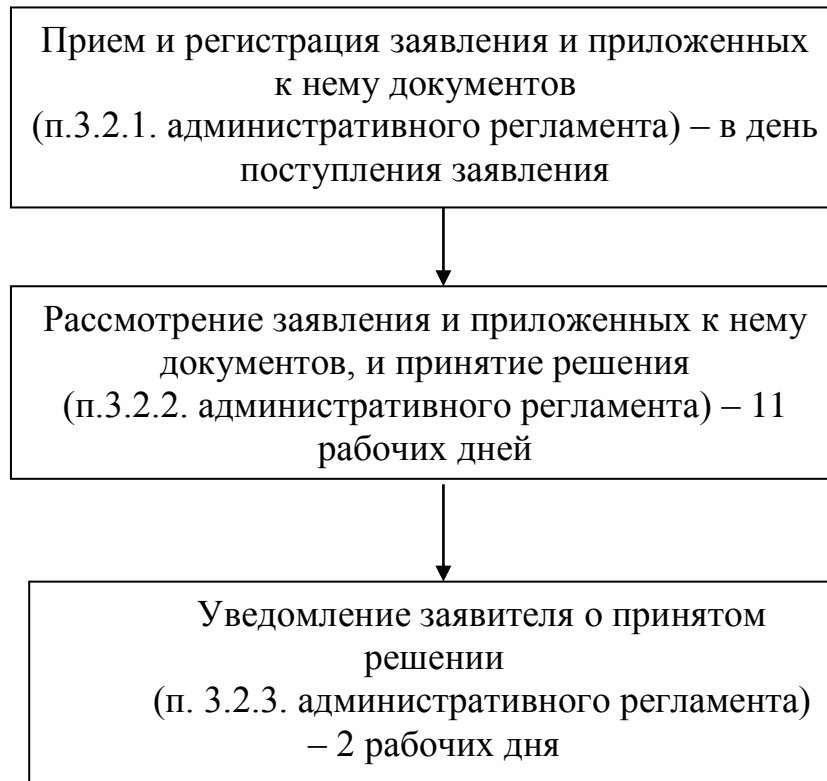 Прием и регистрация заявления и приложенных
к нему документов
(п.3.2.1. административного регламента) – в день
поступления заявления
Рассмотрение заявления и приложенных к нему
документов, и принятие решения
(п.3.2.2. административного регламента) – 11
рабочих дней
Уведомление заявителя о принятом
решении
(п. 3.2.3. административного регламента)
– 2 рабочих дня